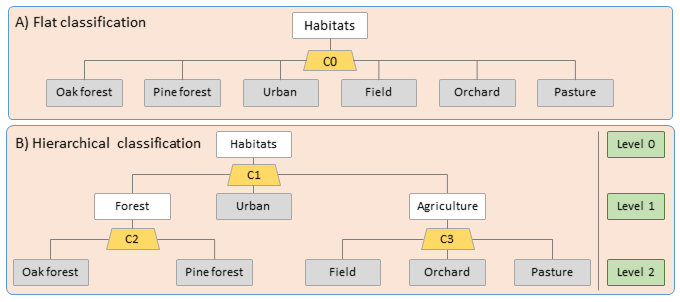 A) Flat classification
Habitats
C0
Oak forest
Pine forest
Urban
Field
Orchard
Pasture
B) Hierarchical classification
Habitats
Level 0
C1
Forest
Urban
Agriculture
Level 1
C2
C3
Oak forest
Pine forest
Field
Orchard
Pasture
Level 2